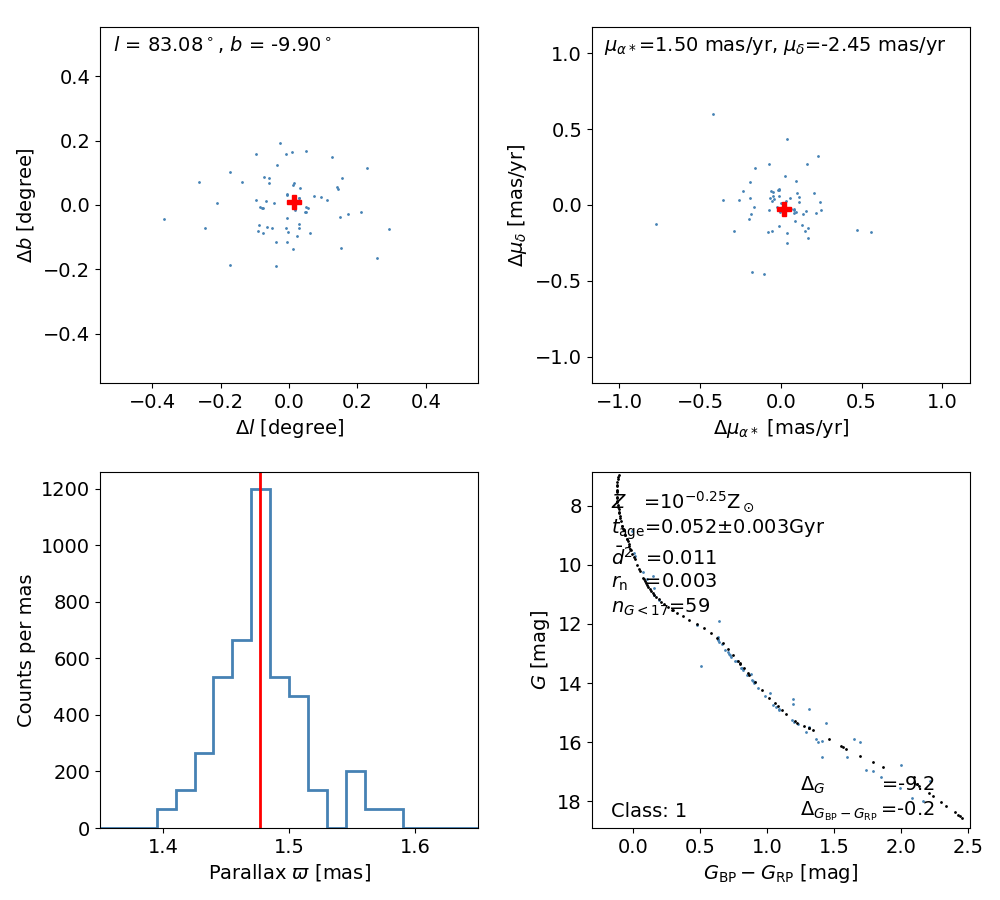 l = 83.08°, b = -9.90°
0.4
0.2
0.0
−0.2
−0.4
−0.4 −0.2 0.0 0.2 0.4
Δl [degree]
Δb [degree]
μα∗=1.50 mas/yr, μδ=-2.45 mas/yr
1.0
0.5
0.0
−0.5
−1.0
−1.0 −0.5 0.0 0.5 1.0
Δμα∗ [mas/yr]
Δμδ [mas/yr]
1200
1000
800
600
400
200
0
1.4 1.5 1.6
Parallax ϖ [mas]
Counts per mas
Z =10^−0.25 Z⊙
tage=0.052±0.003Gyr
d̄² =0.011
rn =0.003
nG<17=59
ΔG =-9.2
Class: 1
ΔGBP−GRP=-0.2
8
10
12
14
16
18
0.0 0.5 1.0 1.5 2.0 2.5
GBP − GRP [mag]
G [mag]